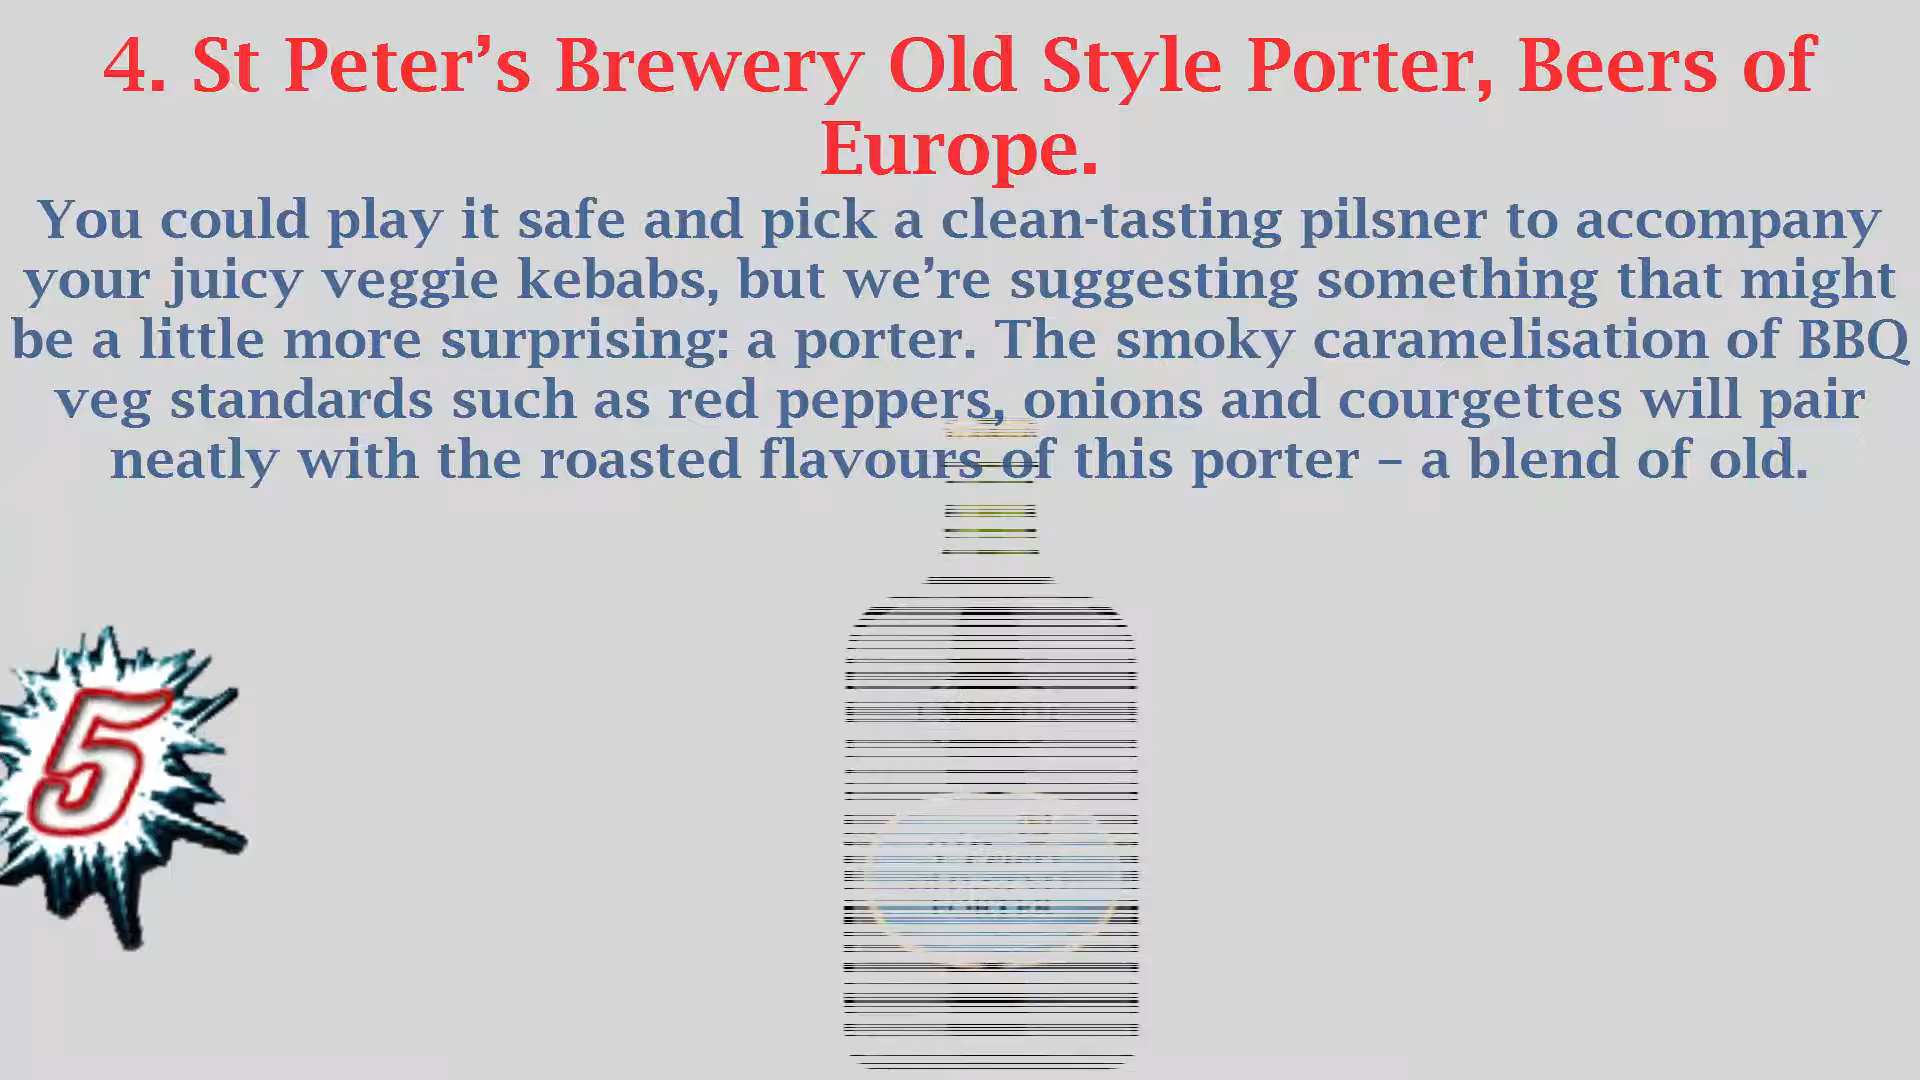 4. St Peter’s Brewery Old Style Porter, Beers of
Europe.
You could play it safe and pick a clean-tasting pilsner to accompany
your juicy veggie kebabs, but we’re suggesting something that might
be a little more surprising: a porter. The smoky caramelisation of BBQ
veg standards such as red peppers, onions and courgettes will pair
neatly with the roasted flavours of this porter – a blend of old.
5